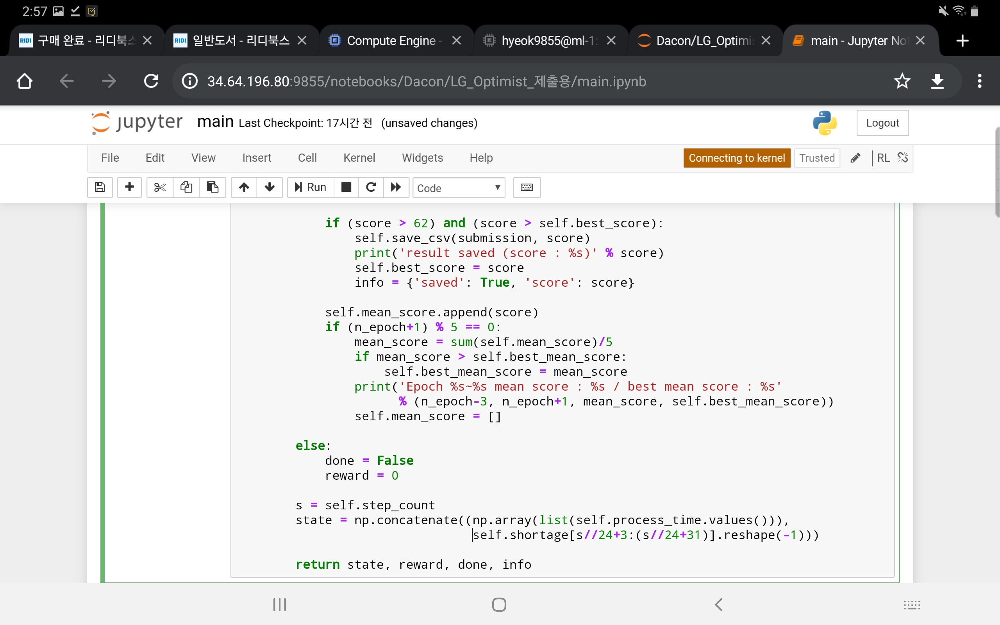 2:57
RIDI 구매 완료 - 리디북스
RIDI 일반도서 - 리디북스
Compute Engine -
hyeok9855@ml-1:
Dacon/LG_Optimi
main - Jupyter Not
34.64.196.80:9855/notebooks/Dacon/LG_Optimist_제출용/main.ipynb
jupyter main Last Checkpoint: 17시간 전 (unsaved changes)
Logout
File Edit View Insert Cell Kernel Widgets Help
Connecting to kernel Trusted RL
Run Code
if (score > 62) and (score > self.best_score):
self.save_csv(submission, score)
print('result saved (score : %s)' % score)
self.best_score = score
info = {'saved': True, 'score': score}
self.mean_score.append(score)
if (n_epoch+1) % 5 == 0:
mean_score = sum(self.mean_score)/5
if mean_score > self.best_mean_score:
self.best_mean_score = mean_score
print('Epoch %s~%s mean score : %s / best mean score : %s'
% (n_epoch-3, n_epoch+1, mean_score, self.best_mean_score))
self.mean_score = []
else:
done = False
reward = 0
s = self.step_count
state = np.concatenate((np.array(list(self.process_time.values())),
self.shortage[s//24+3:(s//24+31)].reshape(-1)))
return state, reward, done, info